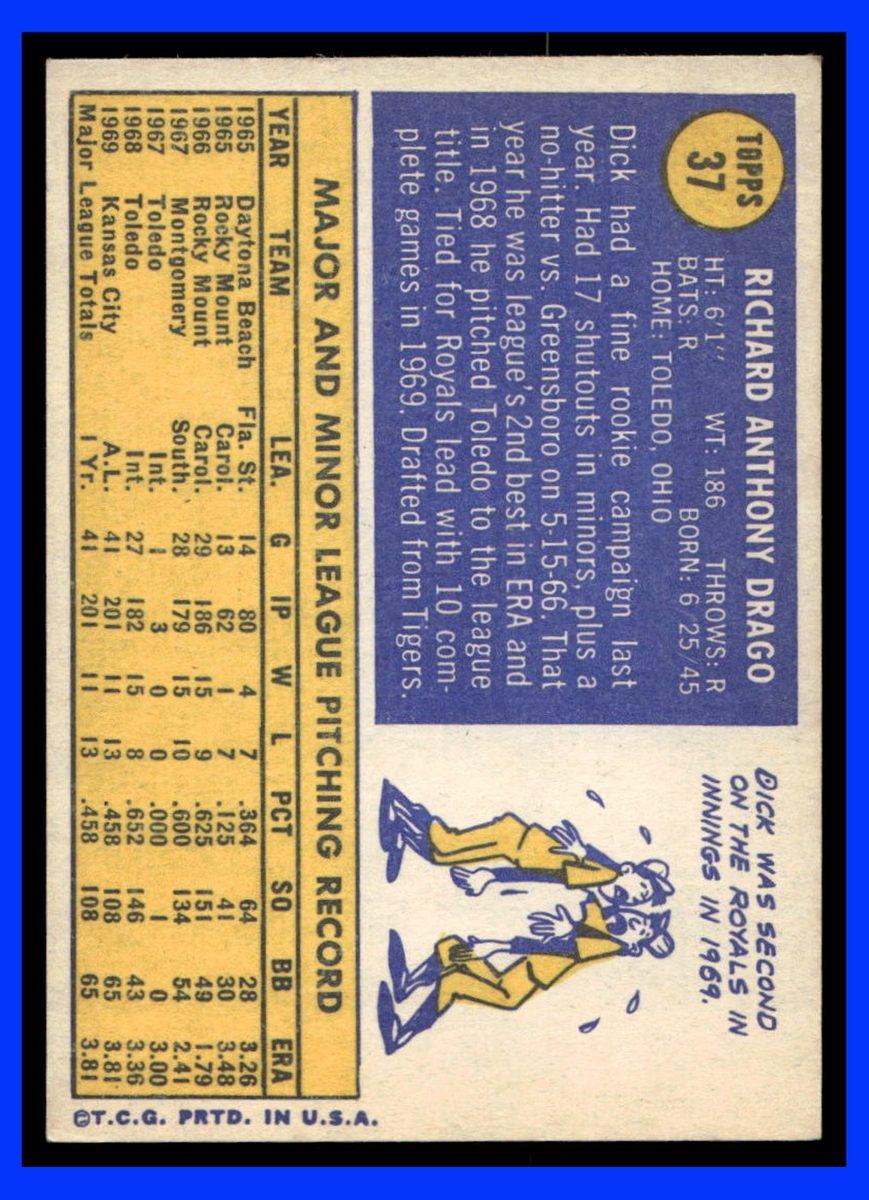 TOPPS
37
RICHARD ANTHONY DRAGO
HT: 6'1" WT: 186 THROWS: R
BATS: R BORN: 6/25/45
HOME: TOLEDO, OHIO
Dick had a fine rookie campaign last
year. Had 17 shutouts in minors, plus a
no-hitter vs. Greensboro on 5-15-66. That
year he was league's 2nd best in ERA and
in 1968 he pitched Toledo to the league
title. Tied for Royals lead with 10 com-
plete games in 1969. Drafted from Tigers.
DICK WAS SECOND
ON THE ROYALS IN
INNINGS IN 1969.
MAJOR AND MINOR LEAGUE PITCHING RECORD
YEAR TEAM LEA. G IP W L PCT SO BB ERA
1965 Daytona Beach Fla. St. 14 80 4 7 .364 64 28 3.26
1965 Rocky Mount Carol. 13 62 1 7 .125 41 30 3.48
1966 Rocky Mount Carol. 29 186 15 9 .625 151 49 1.79
1967 Montgomery South. 28 179 15 10 .600 134 54 2.41
1967 Toledo Int. 1 3 0 0 .000 1 0 3.00
1968 Toledo Int. 27 182 15 8 .652 146 43 3.36
1969 Kansas City A.L. 41 201 11 13 .458 108 65 3.81
Major League Totals 1 Yr. 41 201 11 13 .458 108 65 3.81
©T.C.G. PRTD. IN U.S.A.